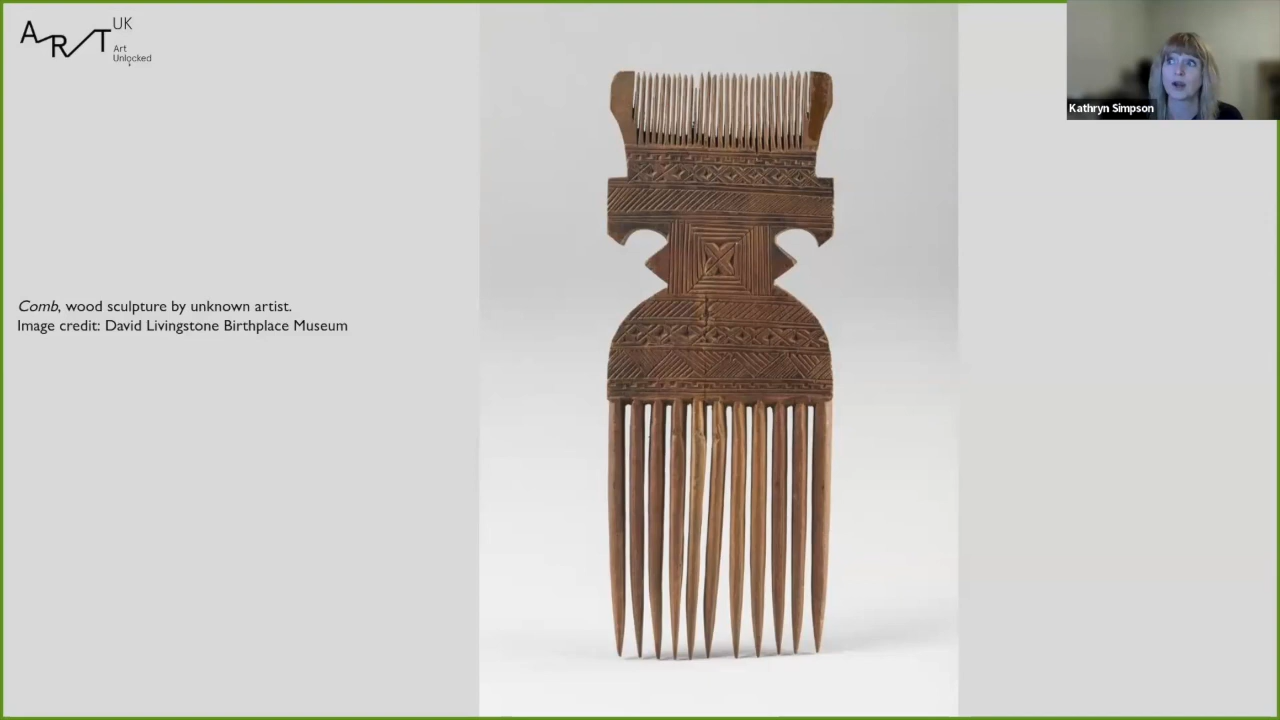 ART UK
Art
Unlocked
Kathryn Simpson
Comb, wood sculpture by unknown artist.
Image credit: David Livingstone Birthplace Museum